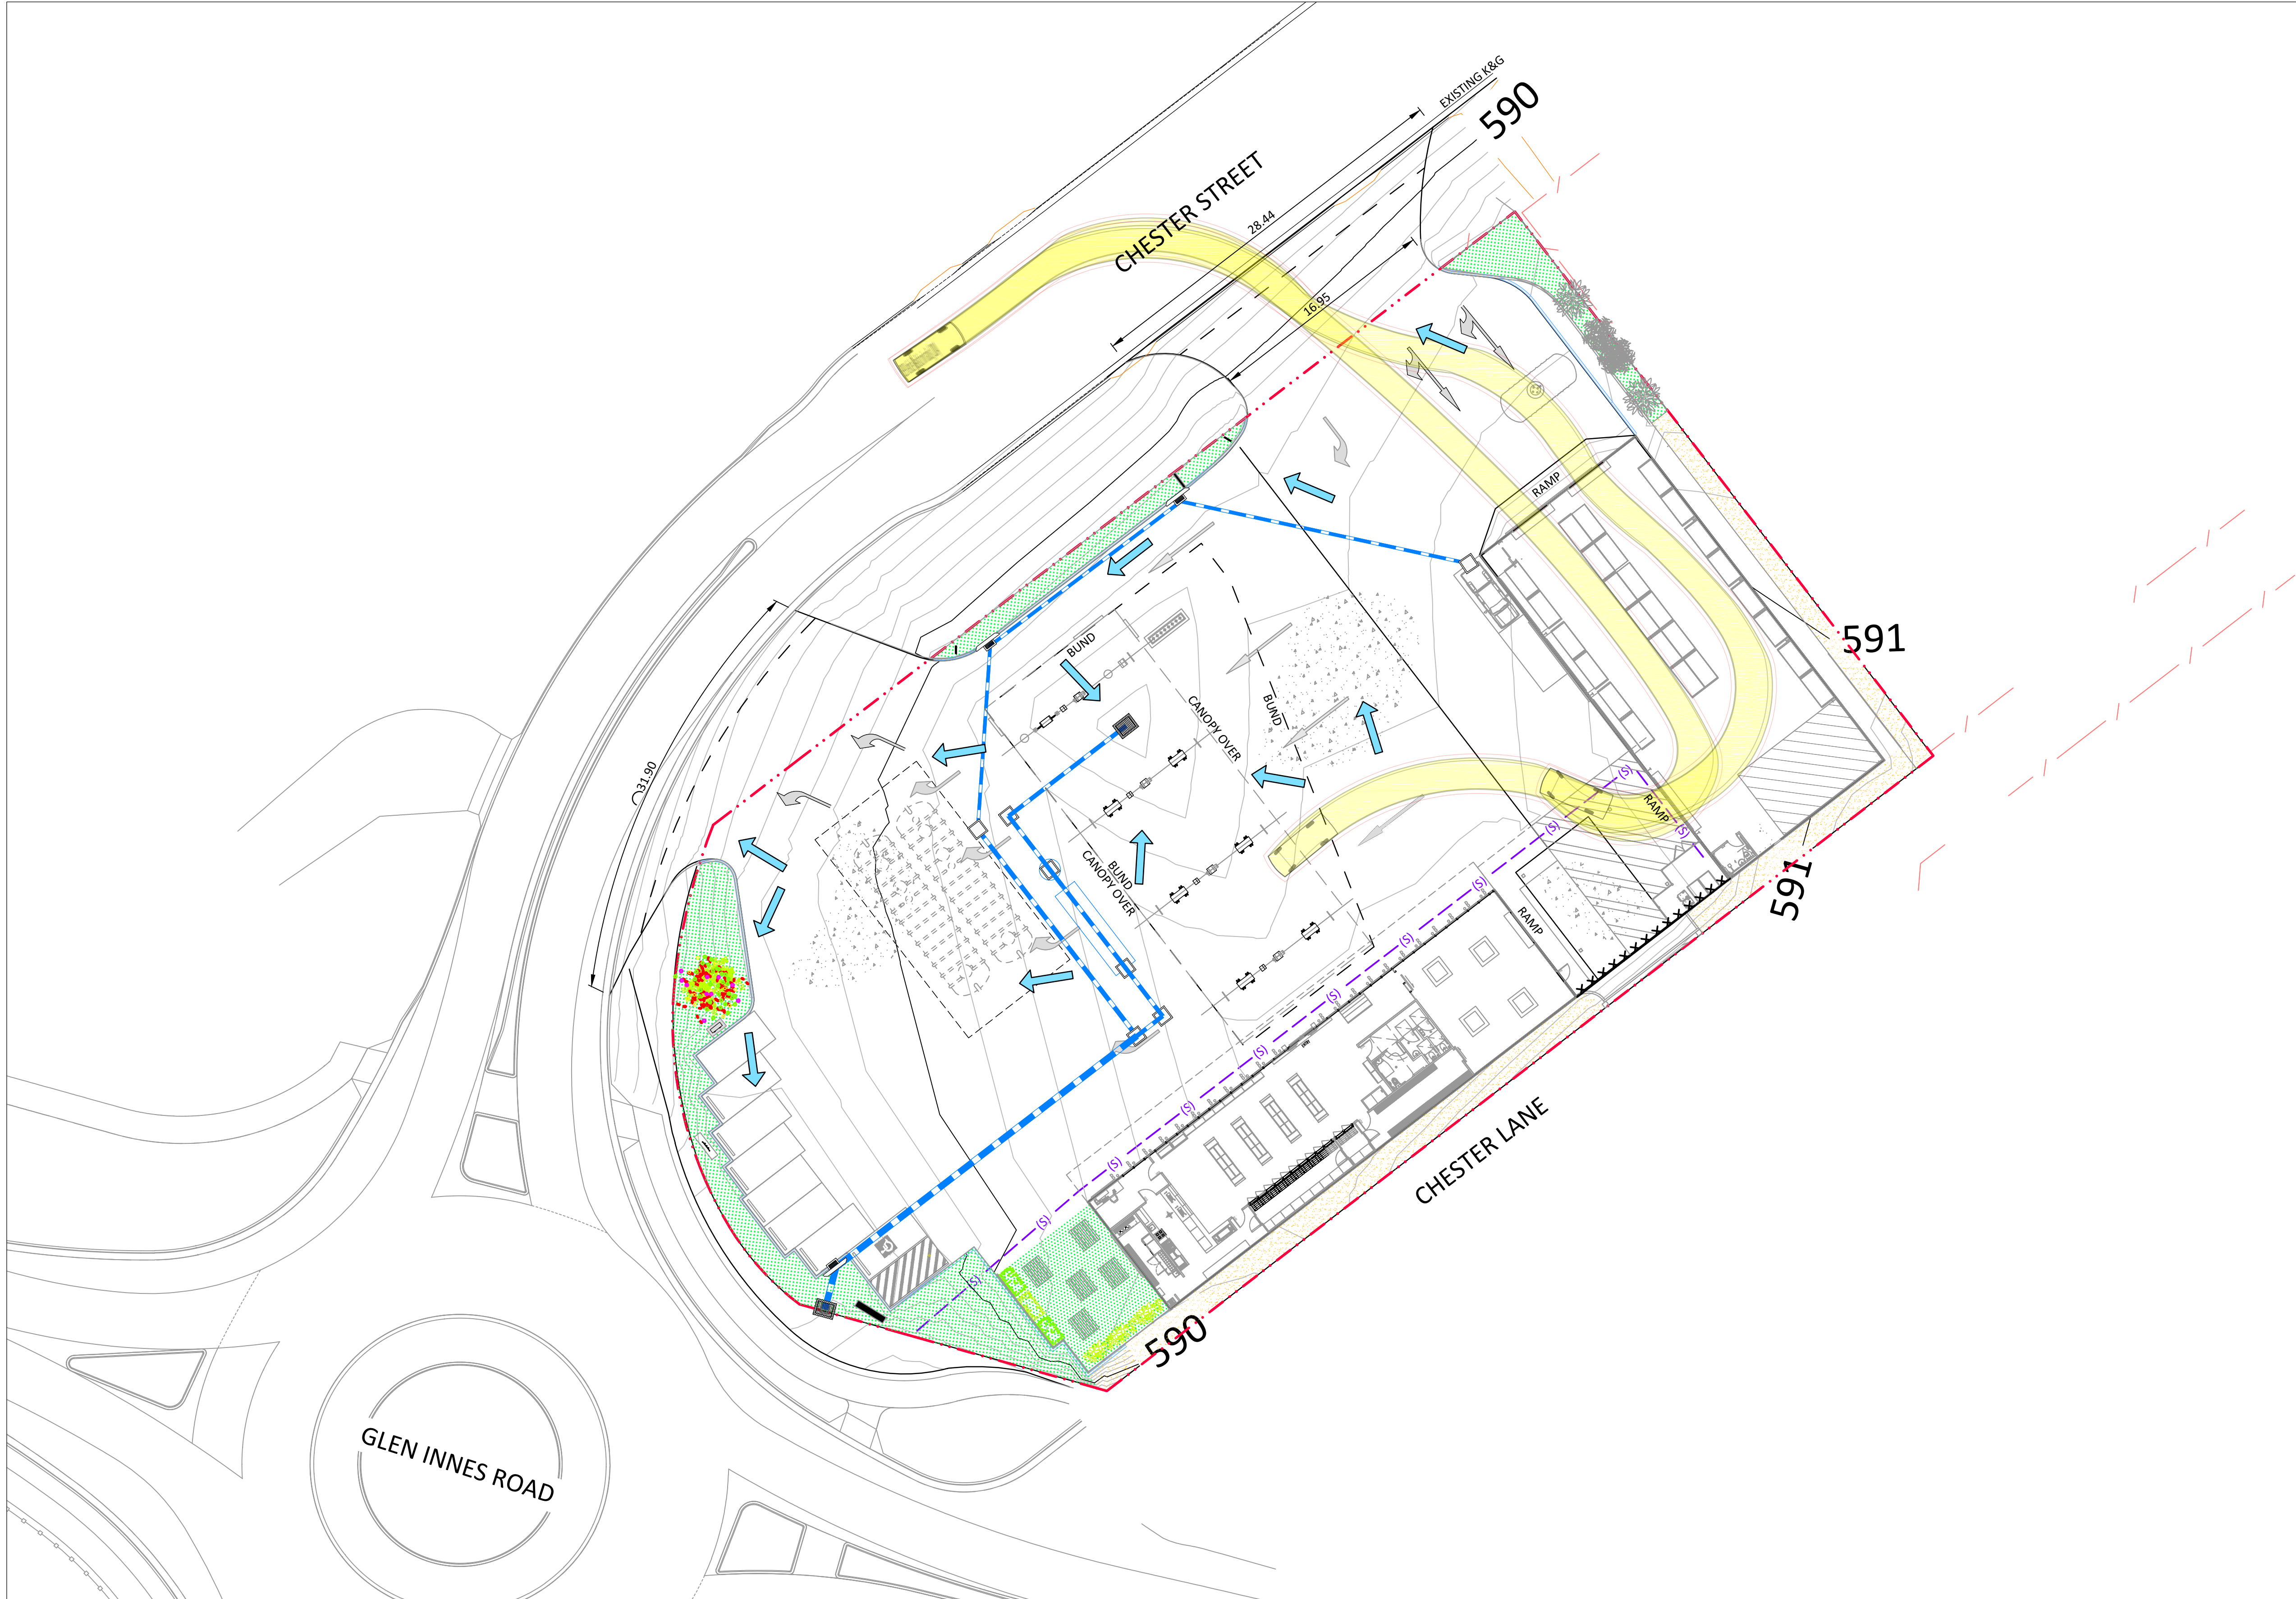 EXISTING K&G
590
CHESTER STREET
28.44
16.95
RAMP
591
BUND
CANOPY OVER
BUND
31.90
RAMP
BUND
CANOPY OVER
591
RAMP
(S)
(S)
(S)
(S)
(S)
(S)
(S)
(S)
(S)
(S)
(S)
CHESTER LANE
590
GLEN INNES ROAD